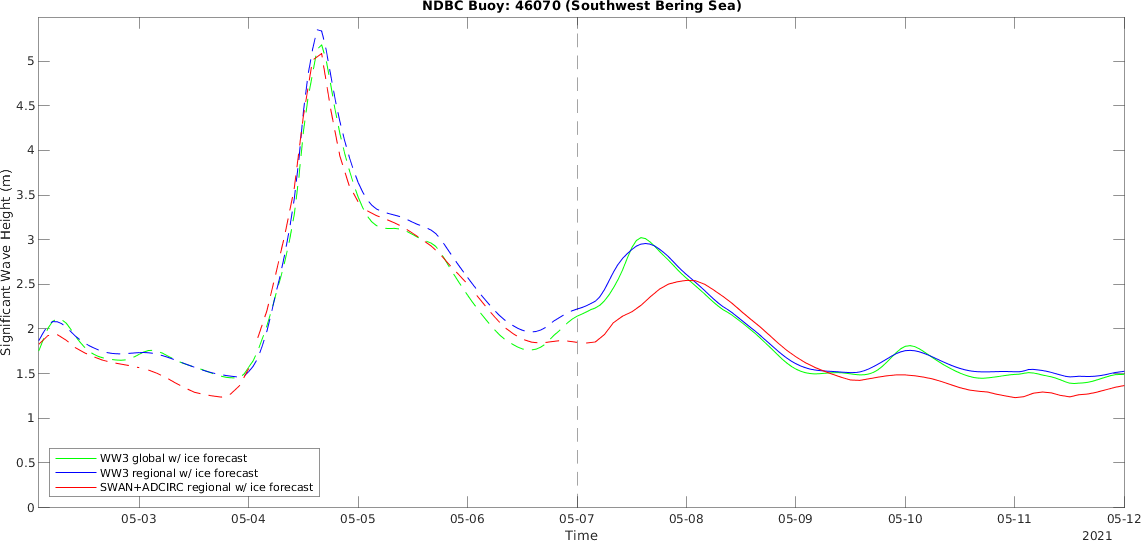 NDBC Buoy: 46070 (Southwest Bering Sea)
Significant Wave Height (m)
5
4.5
4
3.5
3
2.5
2
1.5
1
0.5
0
WW3 global w/ ice forecast
WW3 regional w/ ice forecast
SWAN+ADCIRC regional w/ ice forecast
05-03 05-04 05-05 05-06 05-07 05-08 05-09 05-10 05-11 05-12
Time
2021